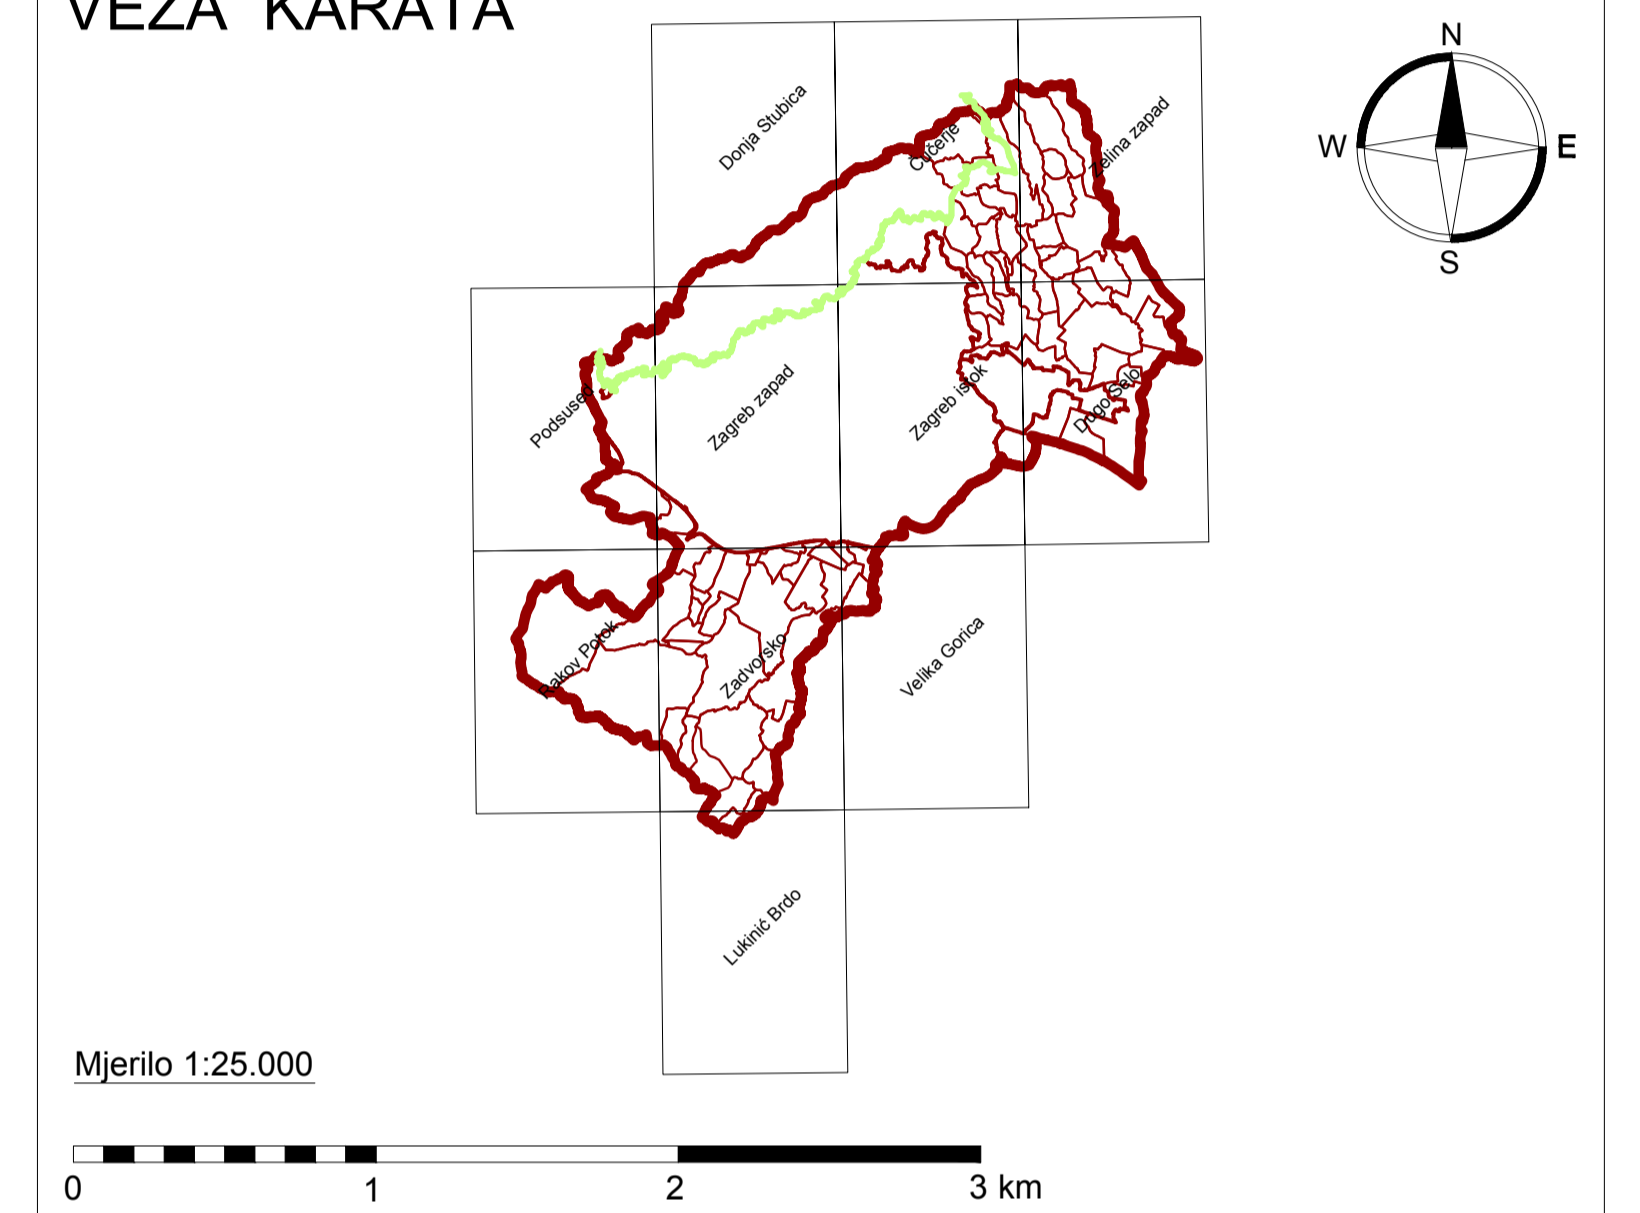 VEZA KARATA
N
W
E
S
Donja Stubica
Čučerje
Zelina zapad
Podsused
Zagreb zapad
Zagreb istok
Dugo Selo
Rakov Potok
Zadvorsko
Velika Gorica
Lukinić Brdo
Mjerilo 1:25.000
0 1 2 3 km